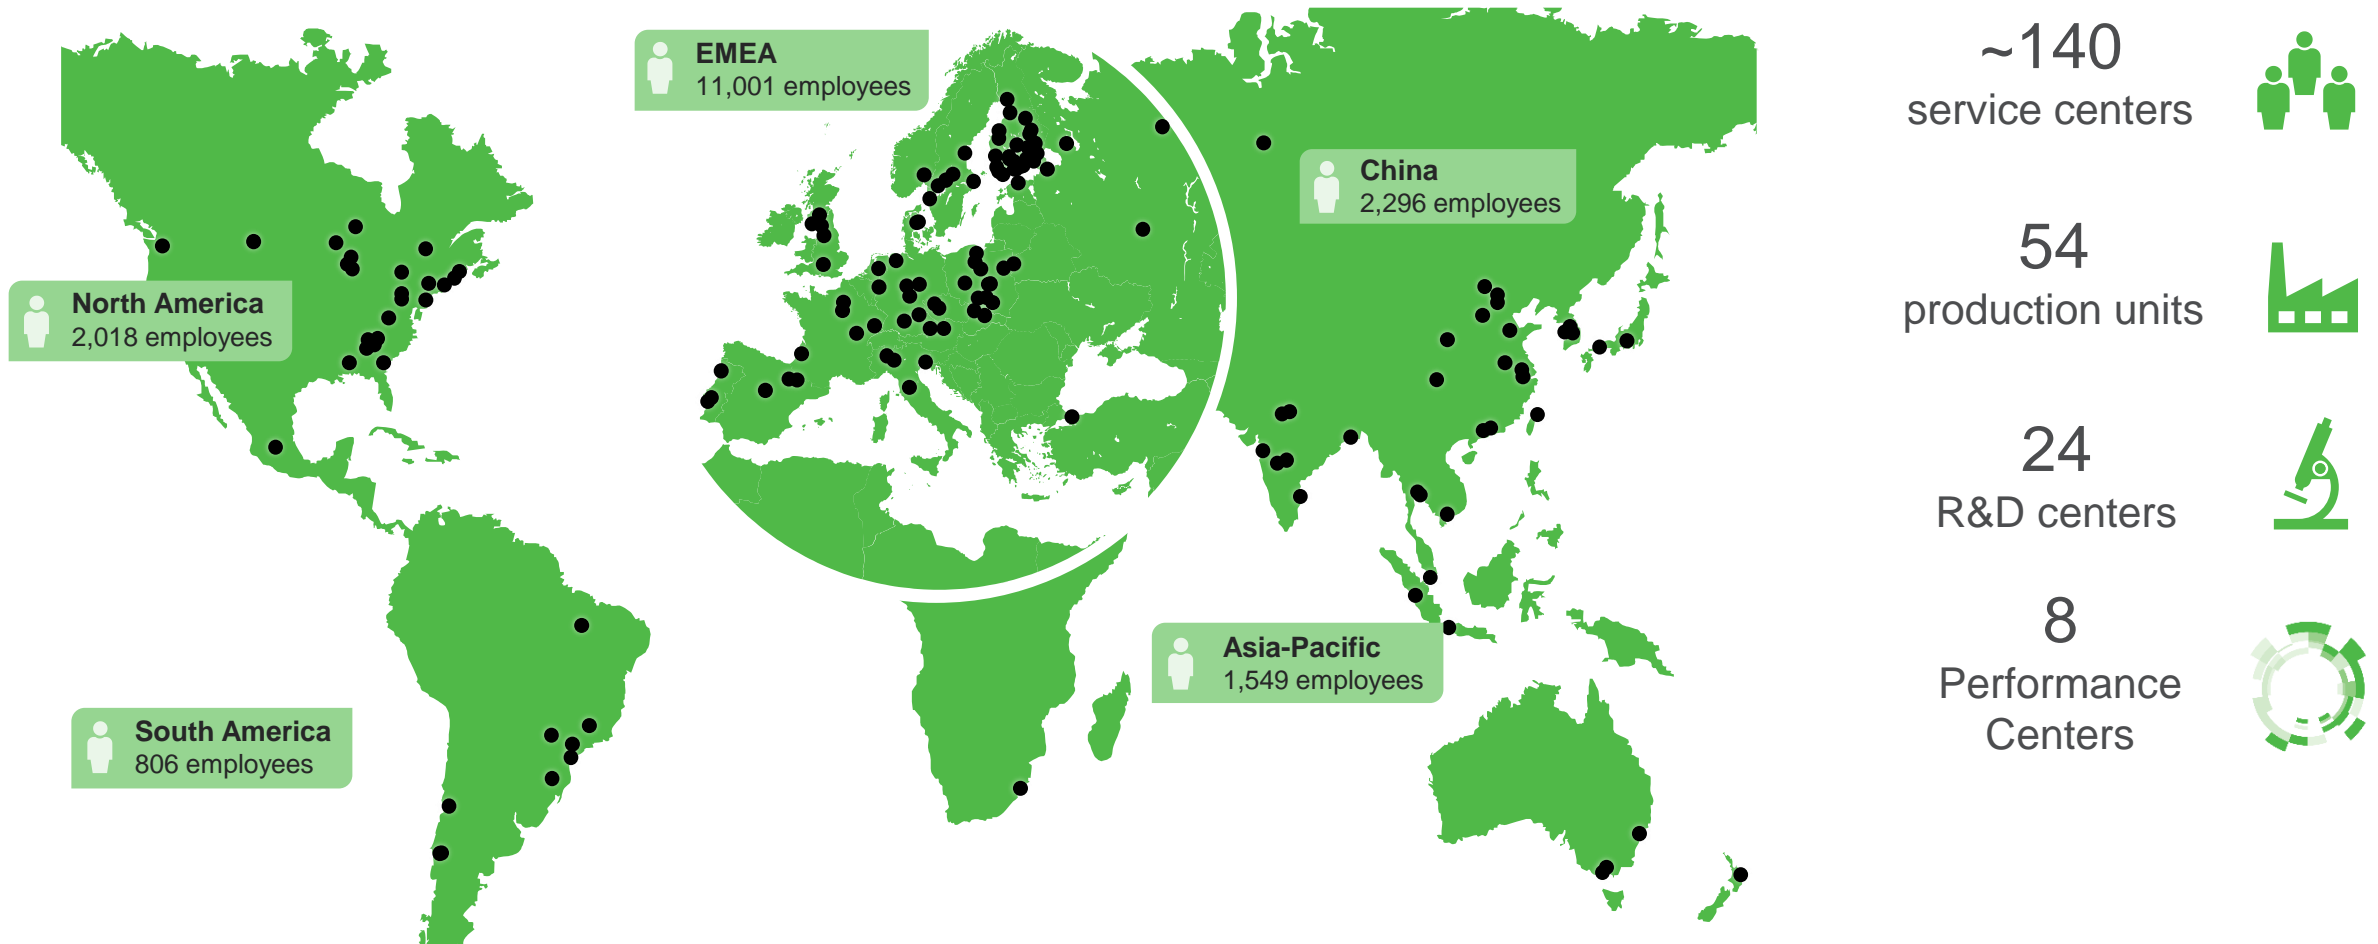 EMEA
11,001 employees
China
2,296 employees
North America
2,018 employees
Asia-Pacific
1,549 employees
South America
806 employees
~140
service centers
54
production units
24
R&D centers
8
Performance
Centers